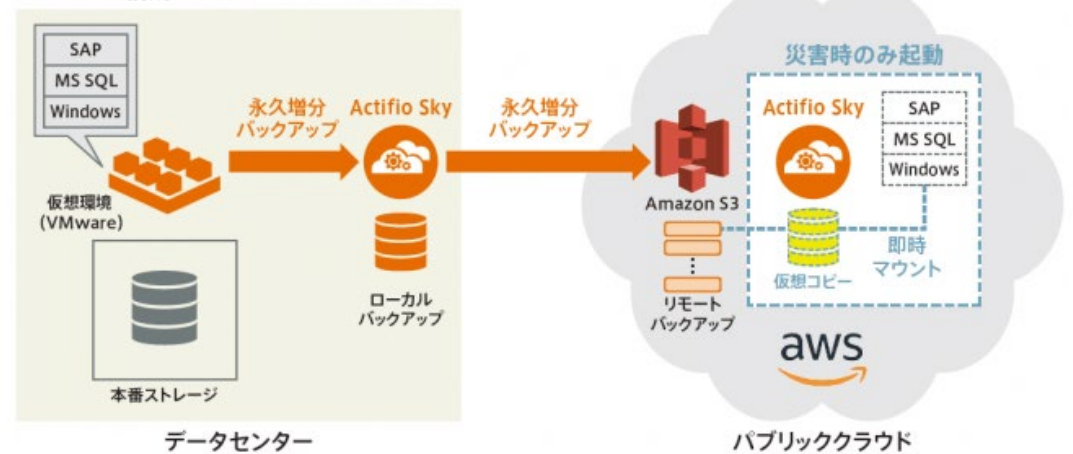 SAP
MS SQL
Windows
仮想環境
(VMware)
本番ストレージ
データセンター
永久増分
バックアップ
Actifio Sky
ローカル
バックアップ
永久増分
バックアップ
Amazon S3
リモート
バックアップ
災害時のみ起動
Actifio Sky
仮想コピー
SAP
MS SQL
Windows
即時
マウント
aws
パブリッククラウド